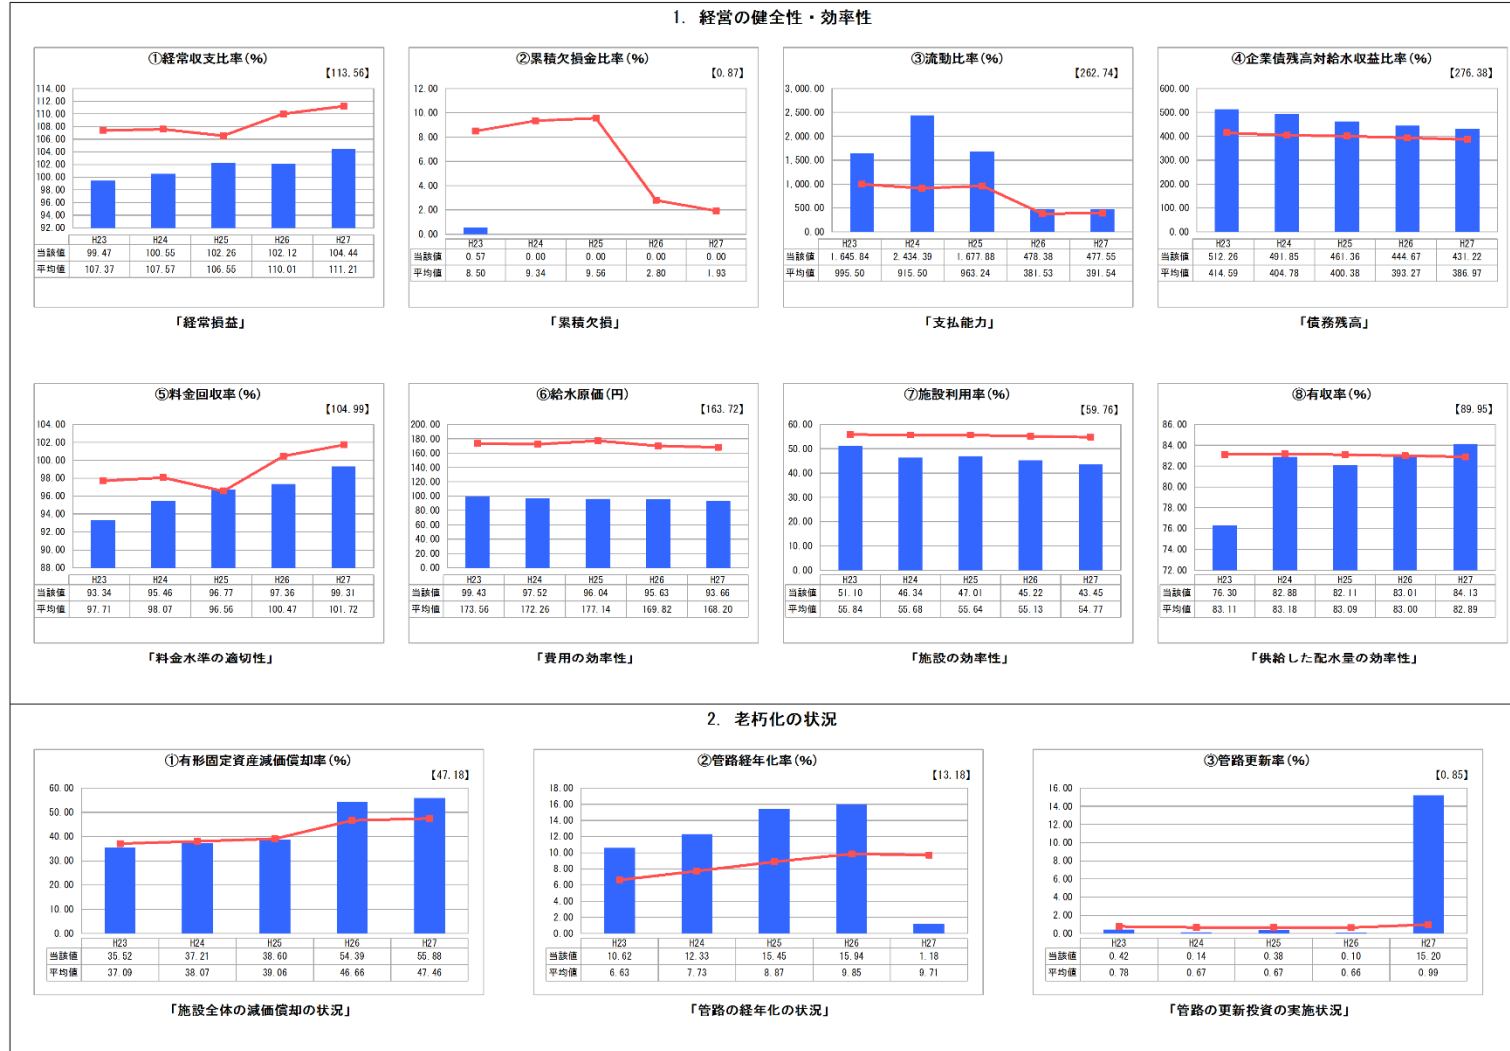 1. 経営の健全性・効率性
①経常収支比率(%)
【113.56】
114.00
112.00
110.00
108.00
106.00
104.00
102.00
100.00
98.00
96.00
94.00
92.00
H23 H24 H25 H26 H27
当該値 99.47 100.55 102.26 102.12 104.44
平均値 107.37 107.57 106.55 110.01 111.21
「経常損益」
②累積欠損金比率(%)
【0.87】
12.00
10.00
8.00
6.00
4.00
2.00
0.00
H23 H24 H25 H26 H27
当該値 0.57 0.00 0.00 0.00 0.00
平均値 8.50 9.34 9.56 2.80 1.93
「累積欠損」
③流動比率(%)
【262.74】
3,000.00
2,500.00
2,000.00
1,500.00
1,000.00
500.00
0.00
H23 H24 H25 H26 H27
当該値 1,645.84 2,434.39 1,677.88 478.38 477.55
平均値 995.50 915.50 963.24 381.53 391.54
「支払能力」
④企業債残高対給水収益比率(%)
【276.38】
600.00
500.00
400.00
300.00
200.00
100.00
0.00
H23 H24 H25 H26 H27
当該値 512.26 491.85 461.36 444.67 431.22
平均値 414.59 404.78 400.38 393.27 386.97
「債務残高」
⑤料金回収率(%)
【104.99】
104.00
102.00
100.00
98.00
96.00
94.00
92.00
90.00
88.00
H23 H24 H25 H26 H27
当該値 93.34 95.46 96.77 97.36 99.31
平均値 97.71 98.07 96.56 100.47 101.72
「料金水準の適切性」
⑥給水原価(円)
【163.72】
200.00
180.00
160.00
140.00
120.00
100.00
80.00
60.00
40.00
20.00
0.00
H23 H24 H25 H26 H27
当該値 99.43 97.52 96.04 95.63 93.66
平均値 173.56 172.26 177.14 169.82 168.20
「費用の効率性」
⑦施設利用率(%)
【59.76】
60.00
50.00
40.00
30.00
20.00
10.00
0.00
H23 H24 H25 H26 H27
当該値 51.10 46.34 47.01 45.22 43.45
平均値 55.84 55.68 55.64 55.13 54.77
「施設の効率性」
⑧有収率(%)
【89.95】
86.00
84.00
82.00
80.00
78.00
76.00
74.00
72.00
H23 H24 H25 H26 H27
当該値 76.30 82.88 82.11 83.01 84.13
平均値 83.11 83.18 83.09 83.00 82.89
「供給した配水量の効率性」
2. 老朽化の状況
①有形固定資産減価償却率(%)
【47.18】
60.00
50.00
40.00
30.00
20.00
10.00
0.00
H23 H24 H25 H26 H27
当該値 35.52 37.21 38.60 54.39 55.88
平均値 37.09 38.07 39.06 46.66 47.46
「施設全体の減価償却の状況」
②管路経年化率(%)
【13.18】
18.00
16.00
14.00
12.00
10.00
8.00
6.00
4.00
2.00
0.00
H23 H24 H25 H26 H27
当該値 10.62 12.33 15.45 15.94 1.18
平均値 6.63 7.73 8.87 9.85 9.71
「管路の経年化の状況」
③管路更新率(%)
【0.85】
16.00
14.00
12.00
10.00
8.00
6.00
4.00
2.00
0.00
H23 H24 H25 H26 H27
当該値 0.42 0.14 0.38 0.10 15.20
平均値 0.78 0.67 0.67 0.66 0.99
「管路の更新投資の実施状況」